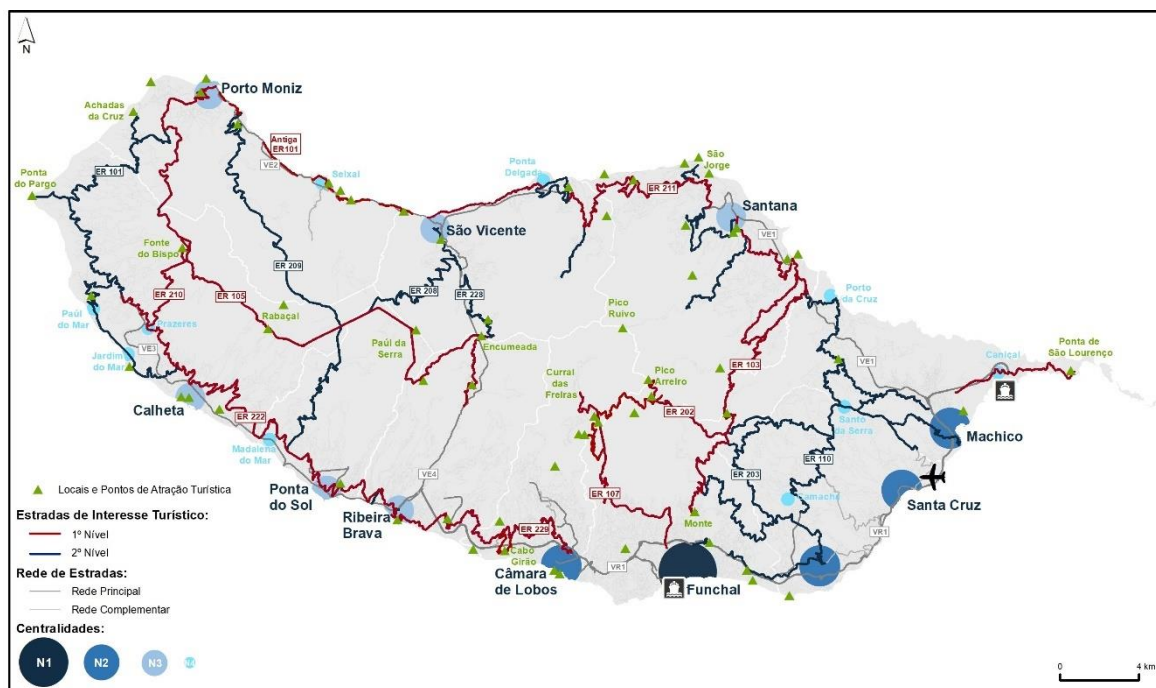 N
Porto Moniz
Achadas
da Cruz
Antiga
ER101
VE2
Seixal
Ponta
Delgada
São
Jorge
ER 101
Ponta
do Pargo
ER 211
Santana
São Vicente
VE1
Fonte
do Bispo
ER 209
ER 208
ER 228
ER 210
ER 105
Porto
da Cruz
Paúl
do Mar
Prazeres
Rabaçal
Pico
Ruivo
Paúl da
Serra
Encumeada
VE1
Ponta de
São Lourenço
VE3
Jardim
do Mar
ER 103
Caniçal
Curral
das
Freiras
Pico
Arreiro
Calheta
ER 222
ER 202
Santo
da Serra
Machico
Madalena
do Mar
ER 110
VE4
ER 203
Ponta
do Sol
ER 107
Camacha
Santa Cruz
Ribeira
Brava
Monte
ER 229
VR1
Cabo
Girão
VR1
Câmara
de Lobos
Funchal
Locais e Pontos de Atração Turística
Estradas de Interesse Turístico:
1º Nível
2º Nível
Rede de Estradas:
Rede Principal
Rede Complementar
Centralidades:
N1
N2
N3
N4
0
4 km